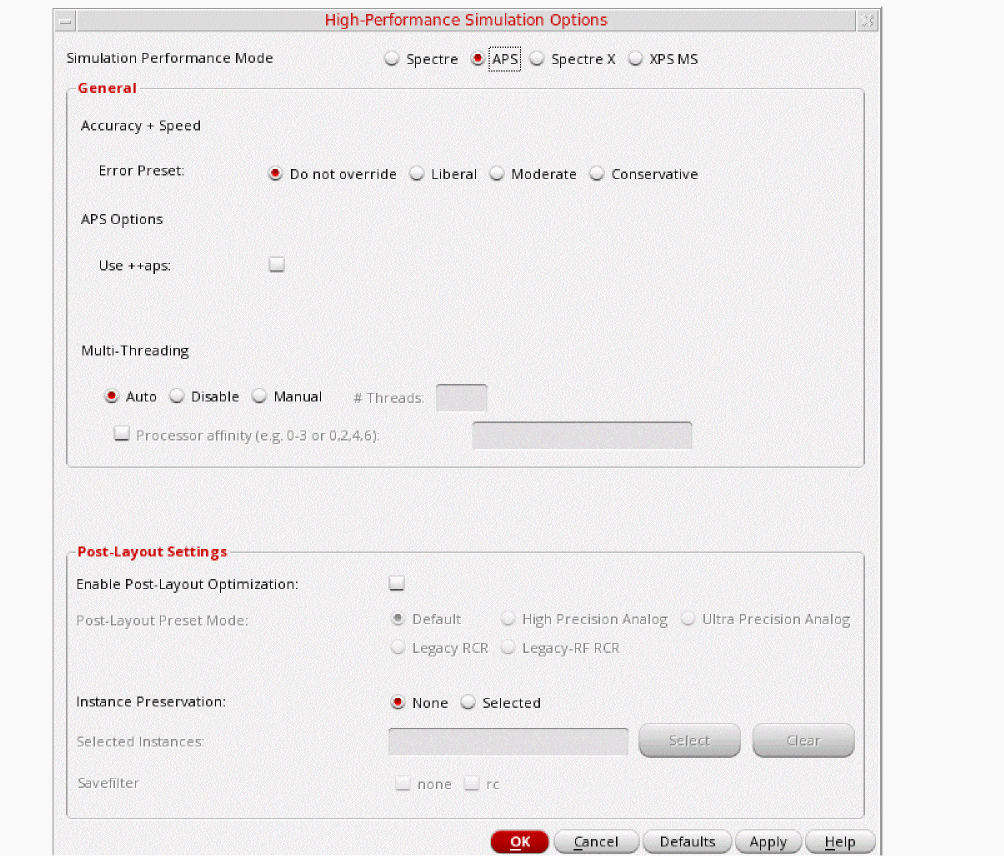 High-Performance Simulation Options
Simulation Performance Mode Spectre APS Spectre X XPS MS
General
Accuracy + Speed
Error Preset: Do not override Liberal Moderate Conservative
APS Options
Use ++aps:
Multi-Threading
Auto Disable Manual # Threads:
Processor affinity (e.g. 0-3 or 0,2,4,6):
Post-Layout Settings
Enable Post-Layout Optimization:
Post-Layout Preset Mode: Default High Precision Analog Ultra Precision Analog
Legacy RCR Legacy-RF RCR
Instance Preservation: None Selected
Selected Instances: Select Clear
Savefilter none rc
OK Cancel Defaults Apply Help